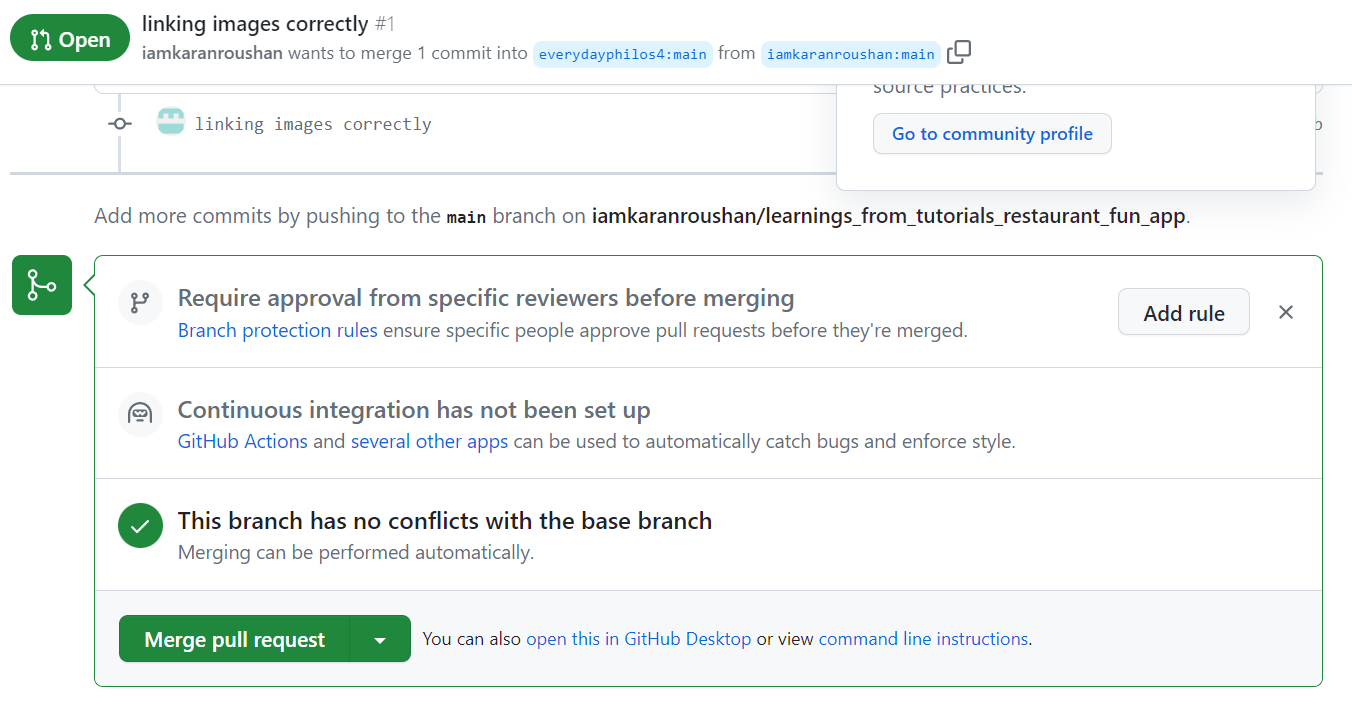 Open
linking images correctly #1
iamkaranroushan wants to merge 1 commit into everydayphilos4:main from iamkaranroushan:main
source practices.
linking images correctly
Go to community profile
Add more commits by pushing to the main branch on iamkaranroushan/learnings_from_tutorials_restaurant_fun_app.
Require approval from specific reviewers before merging
Branch protection rules ensure specific people approve pull requests before they're merged.
Add rule
Continuous integration has not been set up
GitHub Actions and several other apps can be used to automatically catch bugs and enforce style.
This branch has no conflicts with the base branch
Merging can be performed automatically.
Merge pull request
You can also open this in GitHub Desktop or view command line instructions.